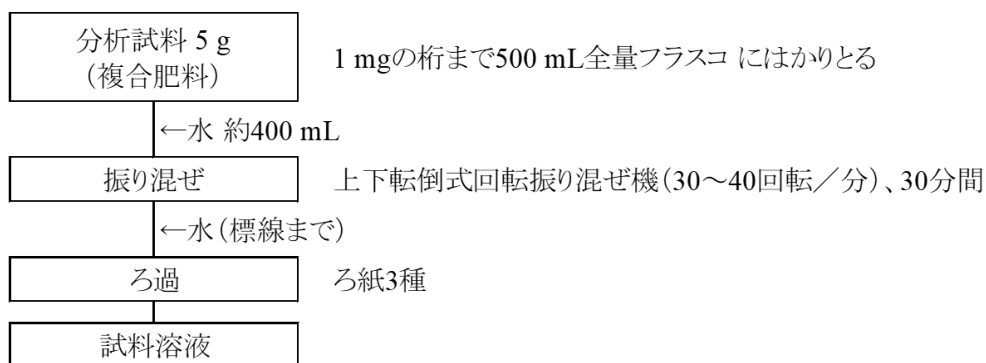 分析試料 5 g
（複合肥料）
1 mgの桁まで500 mL全量フラスコ にはかりとる
←水 約400 mL
振り混ぜ
上下転倒式回転振り混ぜ機（30～40回転／分）、30分間
←水（標線まで）
ろ過
ろ紙3種
試料溶液